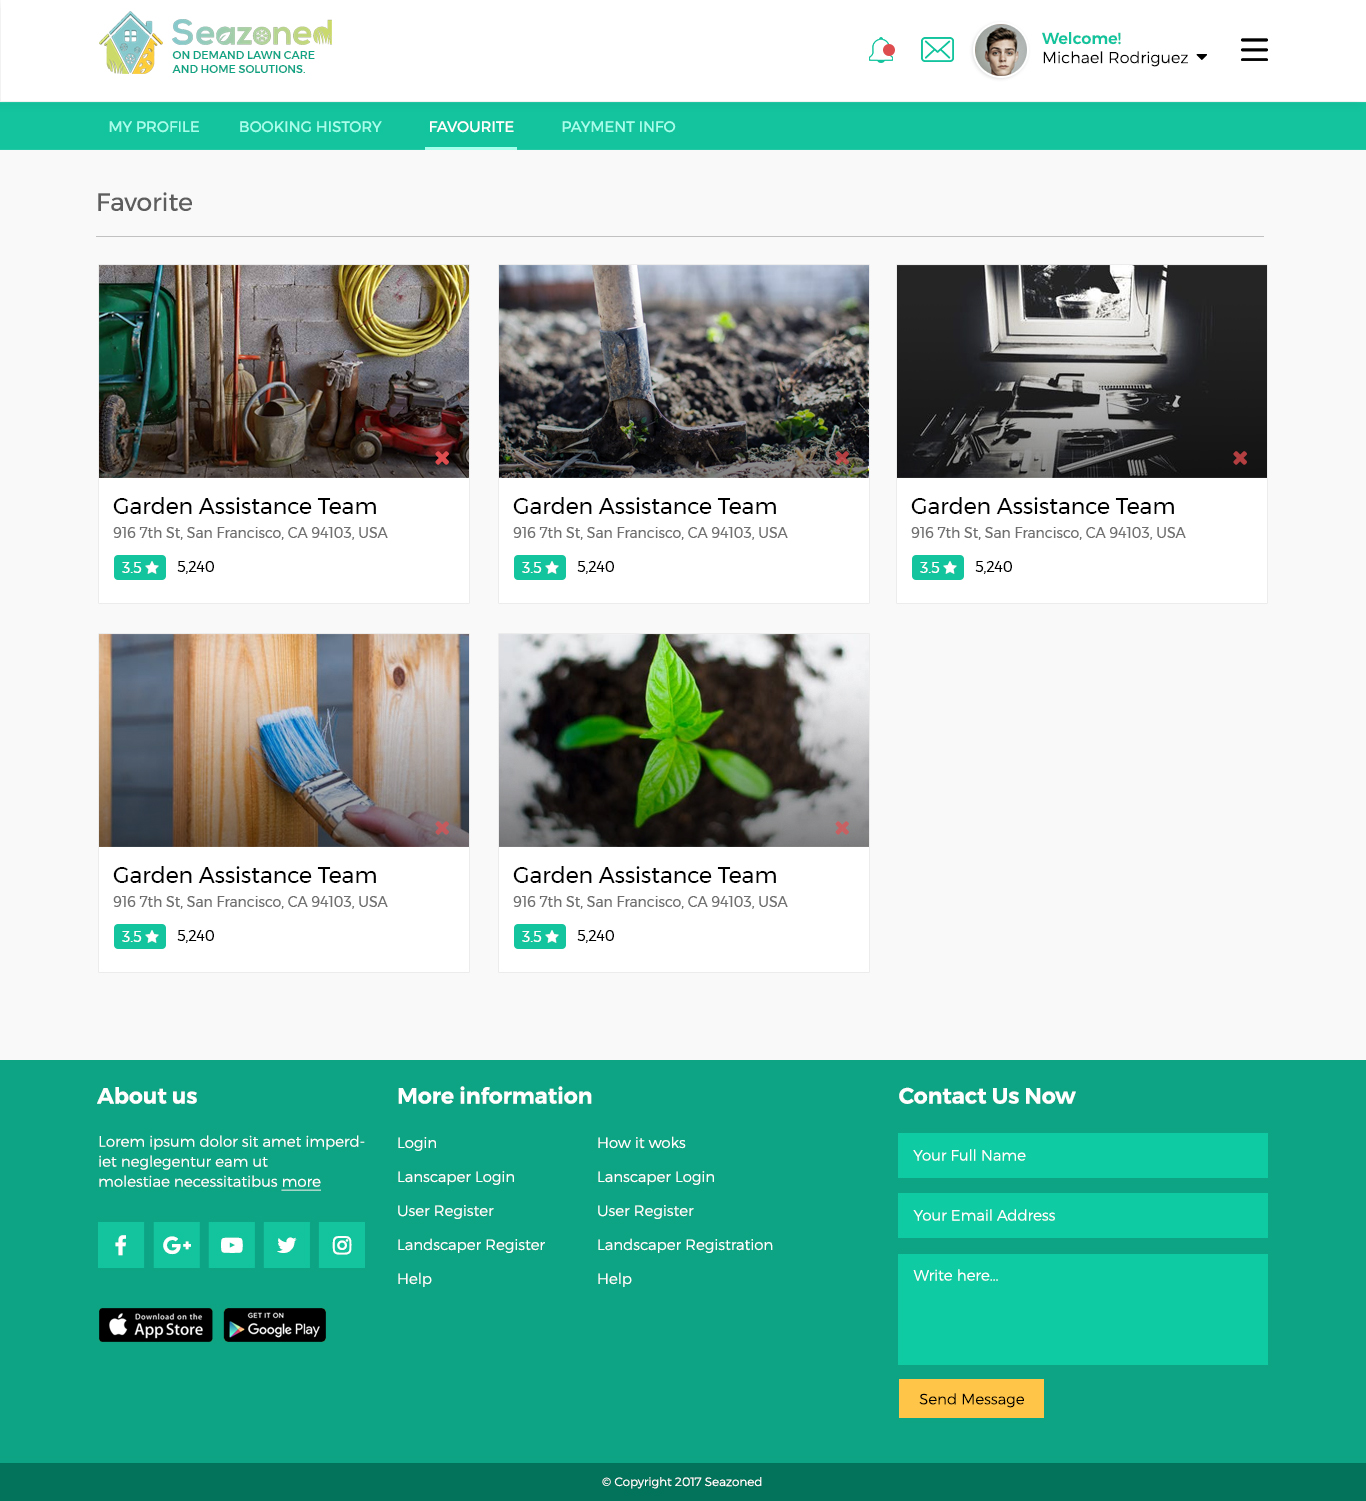 Seazoned
ON DEMAND LAWN CARE
AND HOME SOLUTIONS.
Welcome!
Michael Rodriguez
MY PROFILE
BOOKING HISTORY
FAVOURITE
PAYMENT INFO
Favorite
Garden Assistance Team
916 7th St, San Francisco, CA 94103, USA
3.5 5,240
Garden Assistance Team
916 7th St, San Francisco, CA 94103, USA
3.5 5,240
Garden Assistance Team
916 7th St, San Francisco, CA 94103, USA
3.5 5,240
Garden Assistance Team
916 7th St, San Francisco, CA 94103, USA
3.5 5,240
Garden Assistance Team
916 7th St, San Francisco, CA 94103, USA
3.5 5,240
About us
Lorem ipsum dolor sit amet imperd-
iet neglegentur eam ut
molestiae necessitatibus more
Download on the
App Store
GET IT ON
Google Play
More information
Login
Lanscaper Login
User Register
Landscaper Register
Help
How it woks
Lanscaper Login
User Register
Landscaper Registration
Help
Contact Us Now
Your Full Name
Your Email Address
Write here...
Send Message
© Copyright 2017 Seazoned